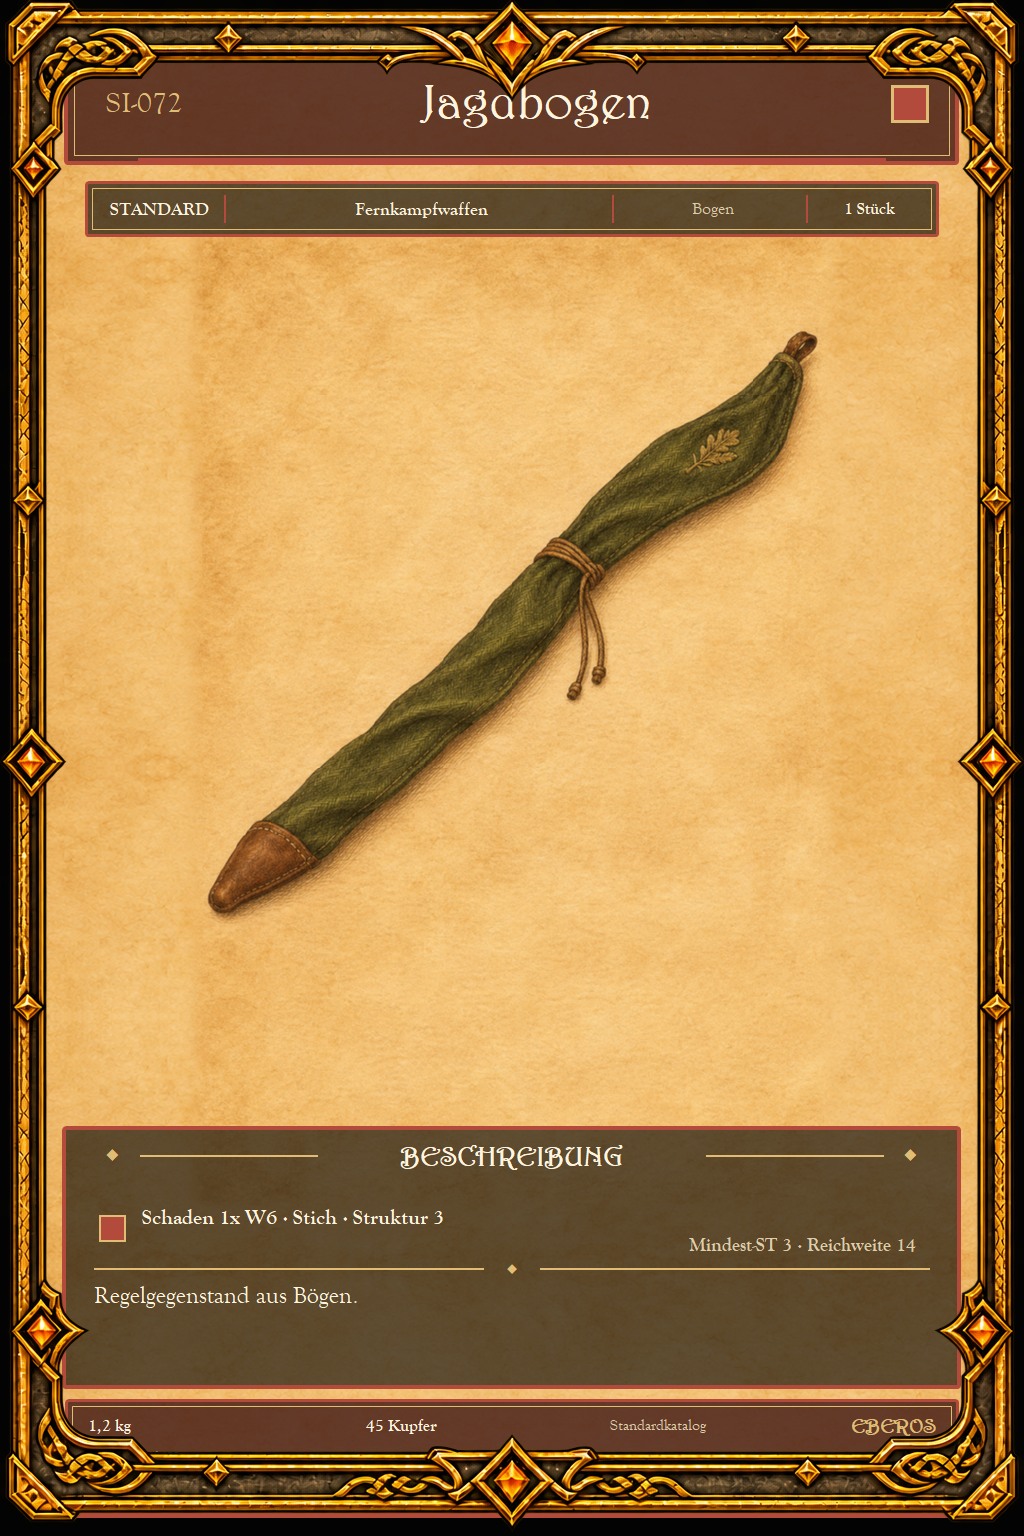 SI-072
Jagdbogen
STANDARD
Fernkampfwaffen
Bogen
1 Stück
BESCHREIBUNG
Schaden 1x W6 · Stich · Struktur 3
Mindest-ST 3 · Reichweite 14
Regelgegenstand aus Bögen.
1,2 kg
45 Kupfer
Standardkatalog
EBEROS